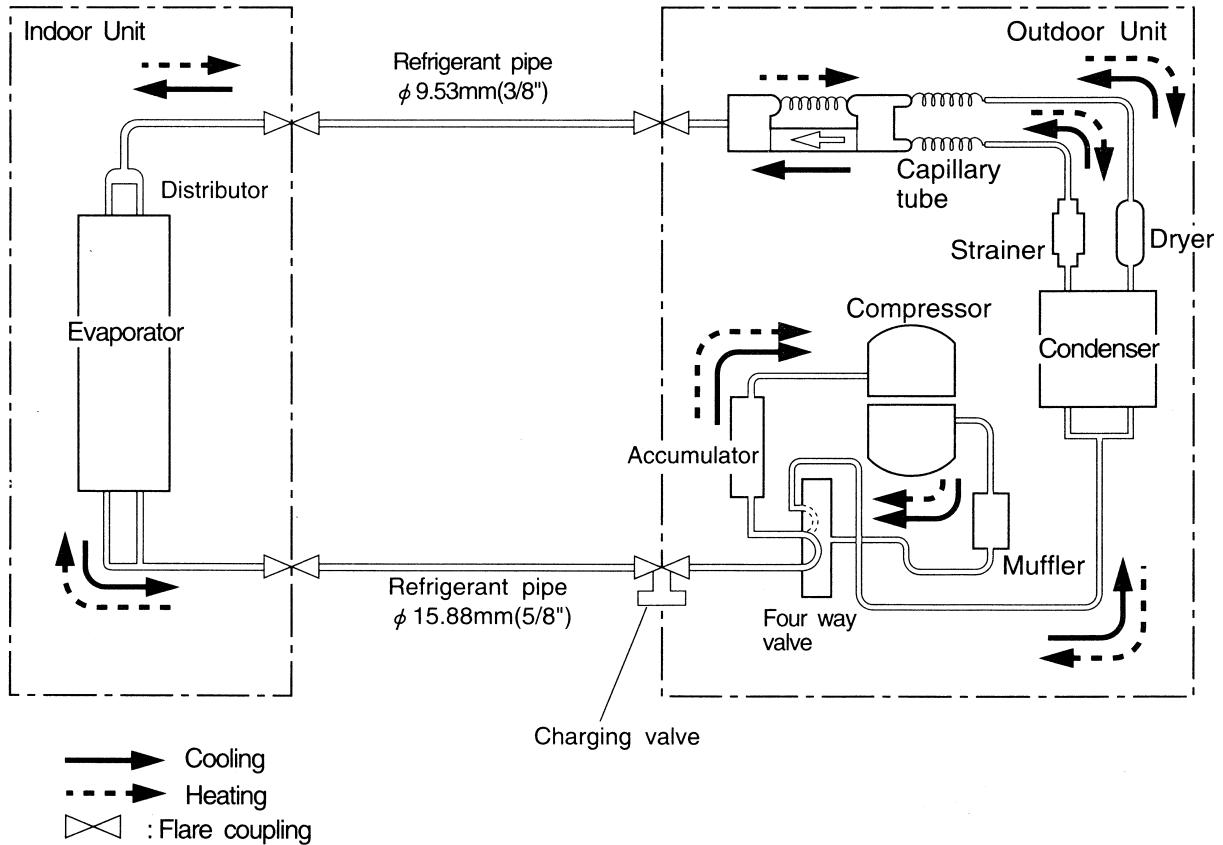 Indoor Unit
Outdoor Unit
Refrigerant pipe
ϕ 9.53mm(3/8")
Distributor
Capillary
tube
Strainer
Dryer
Evaporator
Compressor
Condenser
Accumulator
Muffler
Refrigerant pipe
ϕ 15.88mm(5/8")
Four way
valve
Charging valve
Cooling
Heating
: Flare coupling